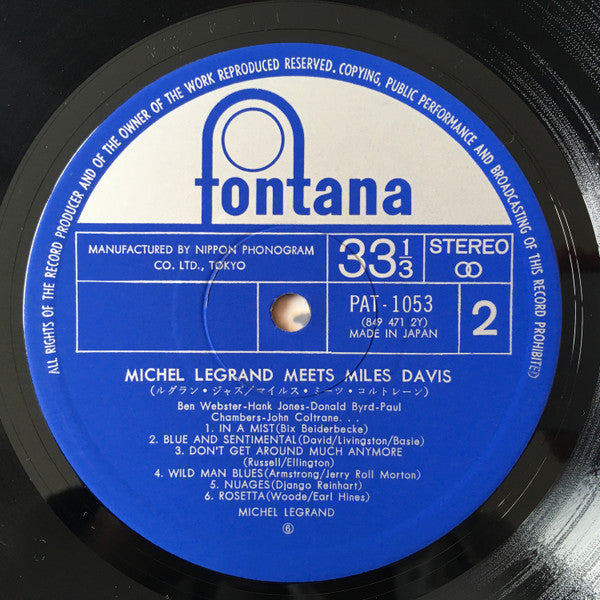 ALL RIGHTS OF THE RECORD PRODUCER AND OF THE OWNER OF THE WORK REPRODUCED RESERVED. COPYING, PUBLIC PERFORMANCE AND BROADCASTING OF THIS RECORD PROHIBITED
fontana
MANUFACTURED BY NIPPON PHONOGRAM
CO. LTD., TOKYO
33 1/3
STEREO
PAT-1053
(849 471 2Y)
MADE IN JAPAN
2
MICHEL LEGRAND MEETS MILES DAVIS
(ルグラン・ジャズ/マイルス・ミーツ・コルトレーン)
Ben Webster-Hank Jones-Donald Byrd-Paul
Chambers-John Coltrane. . .
1. IN A MIST(Bix Beiderbecke)
2. BLUE AND SENTIMENTAL(David/Livingston/Basie)
3. DON'T GET AROUND MUCH ANYMORE
(Russell/Ellington)
4. WILD MAN BLUES(Armstrong/Jerry Roll Morton)
5. NUAGES(Django Reinhart)
6. ROSETTA(Woode/Earl Hines)
MICHEL LEGRAND
⑥